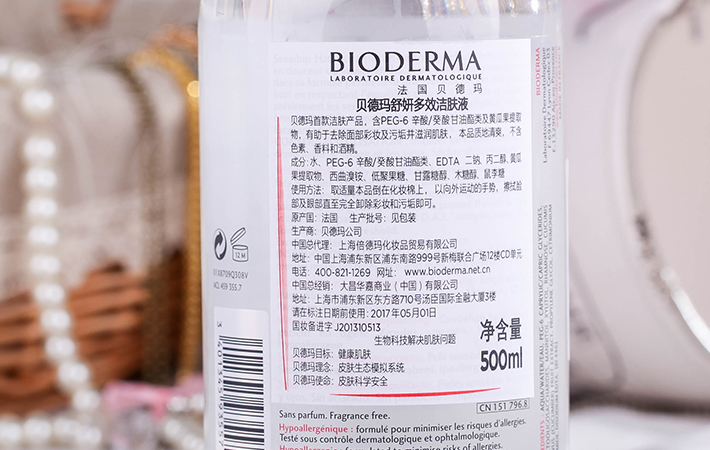 BIODERMA
LABORATOIRE DERMATOLOGIQUE
法国贝德玛
贝德玛舒妍多效洁肤液
贝德玛首款洁肤产品，含PEG-6 辛酸/癸酸甘油酯类及黄瓜果提取
物，有助于去除面部彩妆及污垢并滋润肌肤，本品质地清爽，不含
色素、香料和酒精。
成分：水、PEG-6 辛酸/癸酸甘油酯类、EDTA 二钠、丙二醇、黄瓜
果提取物、西曲溴铵、低聚果糖、甘露糖醇、木糖醇、鼠李糖
使用方法：取适量本品倒在化妆棉上，以向外运动的手势，擦拭脸
部及眼部直至完全卸除彩妆和污垢即可。
原产国：法国 生产批号：见包装
生产商：贝德玛公司
中国总代理：上海倍德玛化妆品贸易有限公司
地址：中国上海浦东新区浦东南路999号新梅联合广场12楼CD单元
电话：400-821-1269 网址：www.bioderma.net.cn
中国总经销：大昌华嘉商业（中国）有限公司
地址：上海市浦东新区东方路710号汤臣国际金融大厦3楼
请在标注日期前使用：2017年05月01日
国妆备进字J201310513
生物科技解决肌肤问题
贝德玛目标：健康肌肤
贝德玛理念：皮肤生态模拟系统
贝德玛使命：皮肤科学安全
净含量
500ml
12 M
01X8709Q308V
AQ 459 355.7
CN 151 796.8
Sans parfum. Fragrance free.
Hypoallergénique : formulé pour minimiser les risques d'allergies.
Testé sous contrôle dermatologique et ophtalmologique.
BIODERMA
Laboratoire Dermatologique